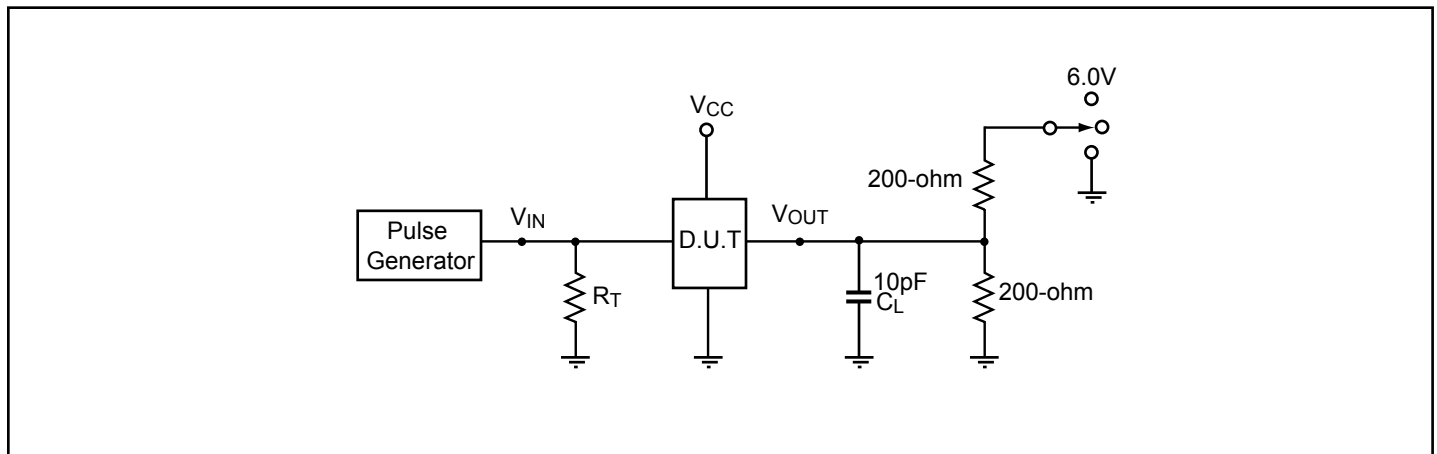 6.0V
VCC
200-ohm
Pulse
Generator
VIN
D.U.T
VOUT
RT
10pF
CL
200-ohm